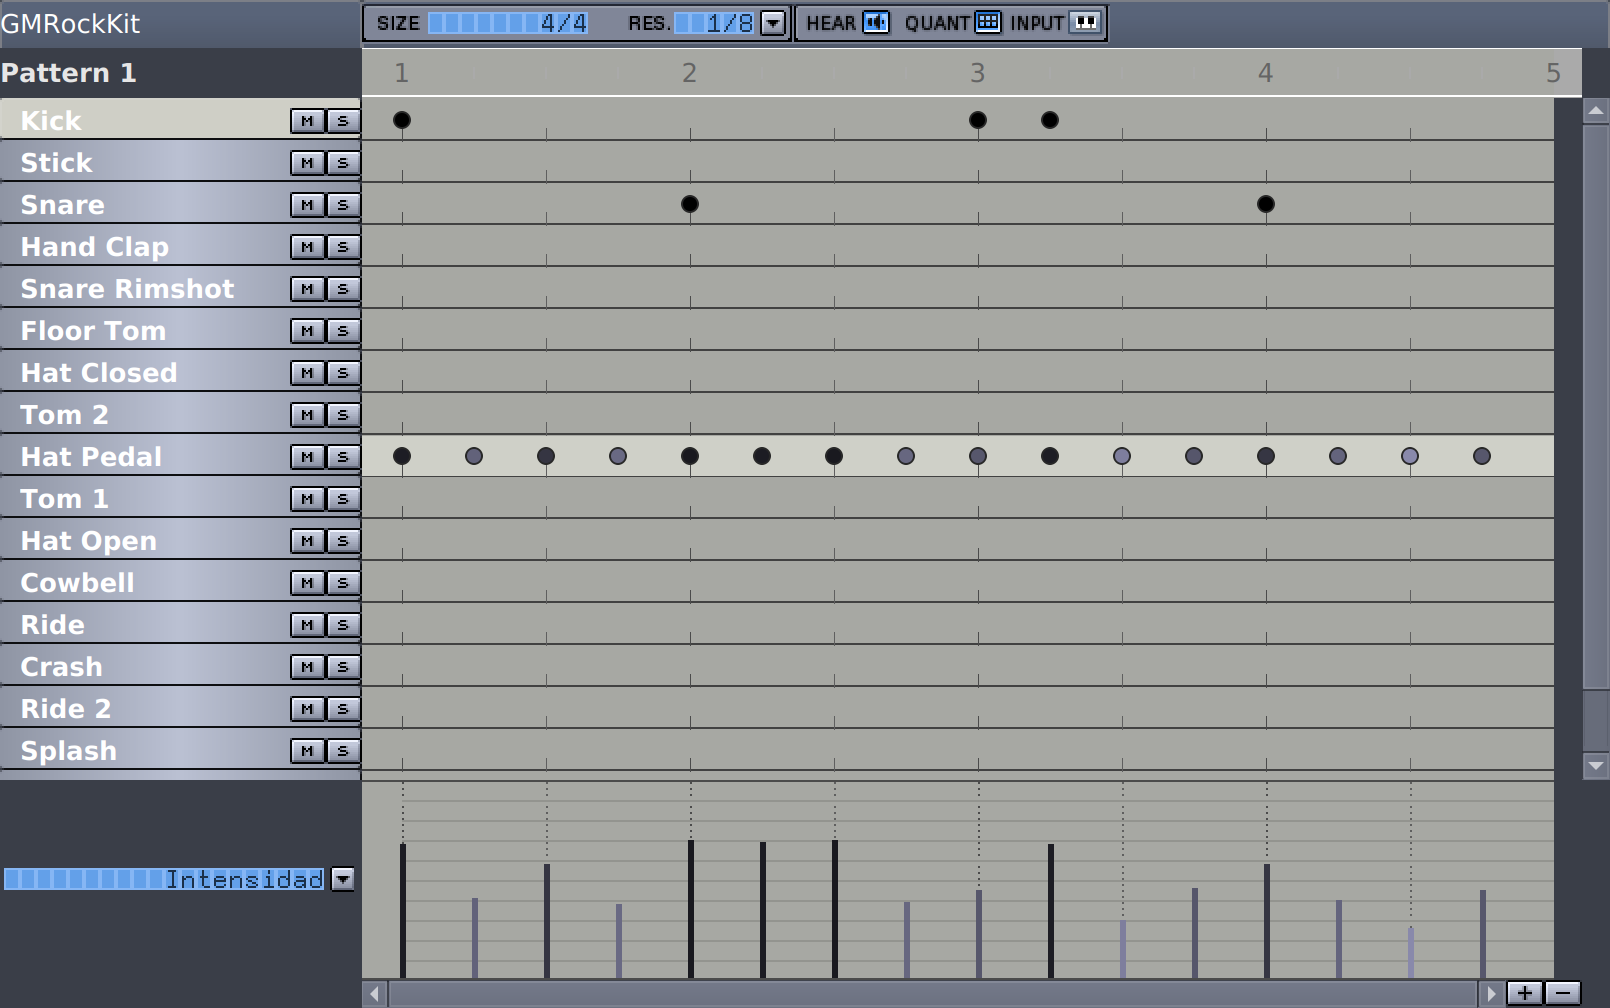 GMRockKit SIZE 4/4 RES. 1/8 HEAR QUANT INPUT
Pattern 1 1 2 3 4 5
Kick M S
Stick M S
Snare M S
Hand Clap M S
Snare Rimshot M S
Floor Tom M S
Hat Closed M S
Tom 2 M S
Hat Pedal M S
Tom 1 M S
Hat Open M S
Cowbell M S
Ride M S
Crash M S
Ride 2 M S
Splash M S
Intensidad
+ −